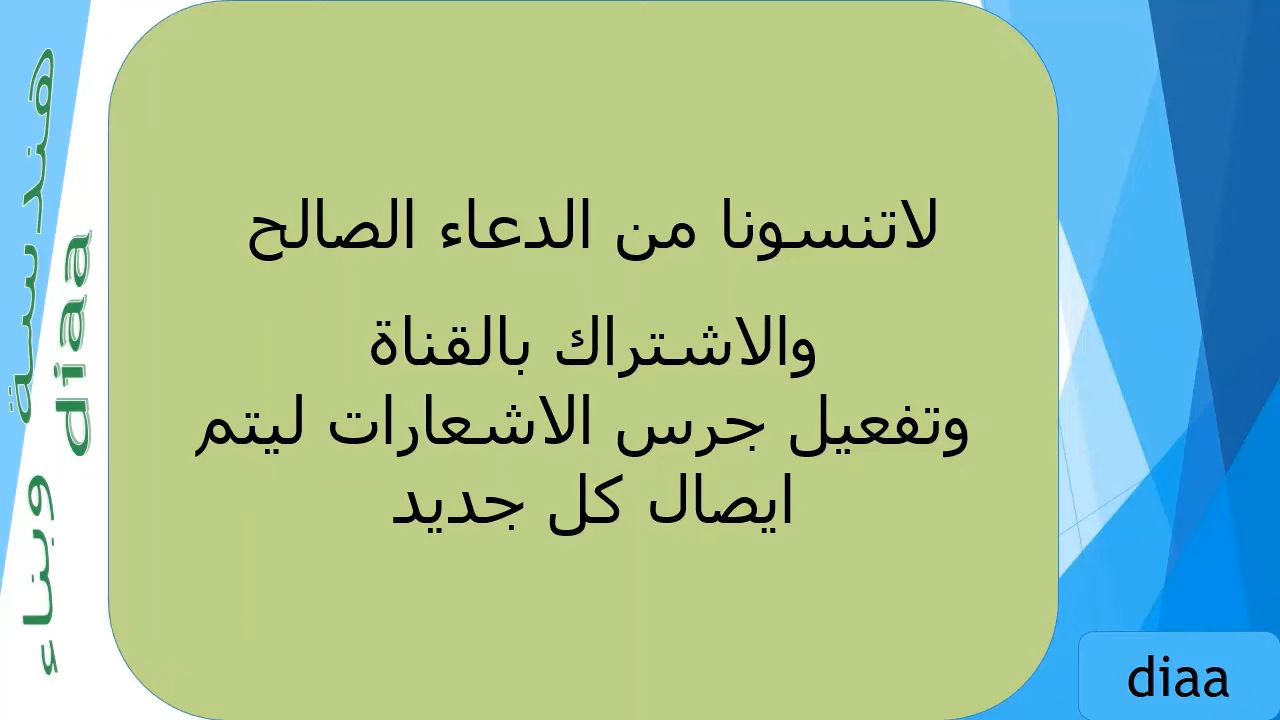 لاتنسونا من الدعاء الصالح
والاشتراك بالقناة
وتفعيل جرس الاشعارات ليتم
ايصال كل جديد
هندسة وبناء
diaa
diaa